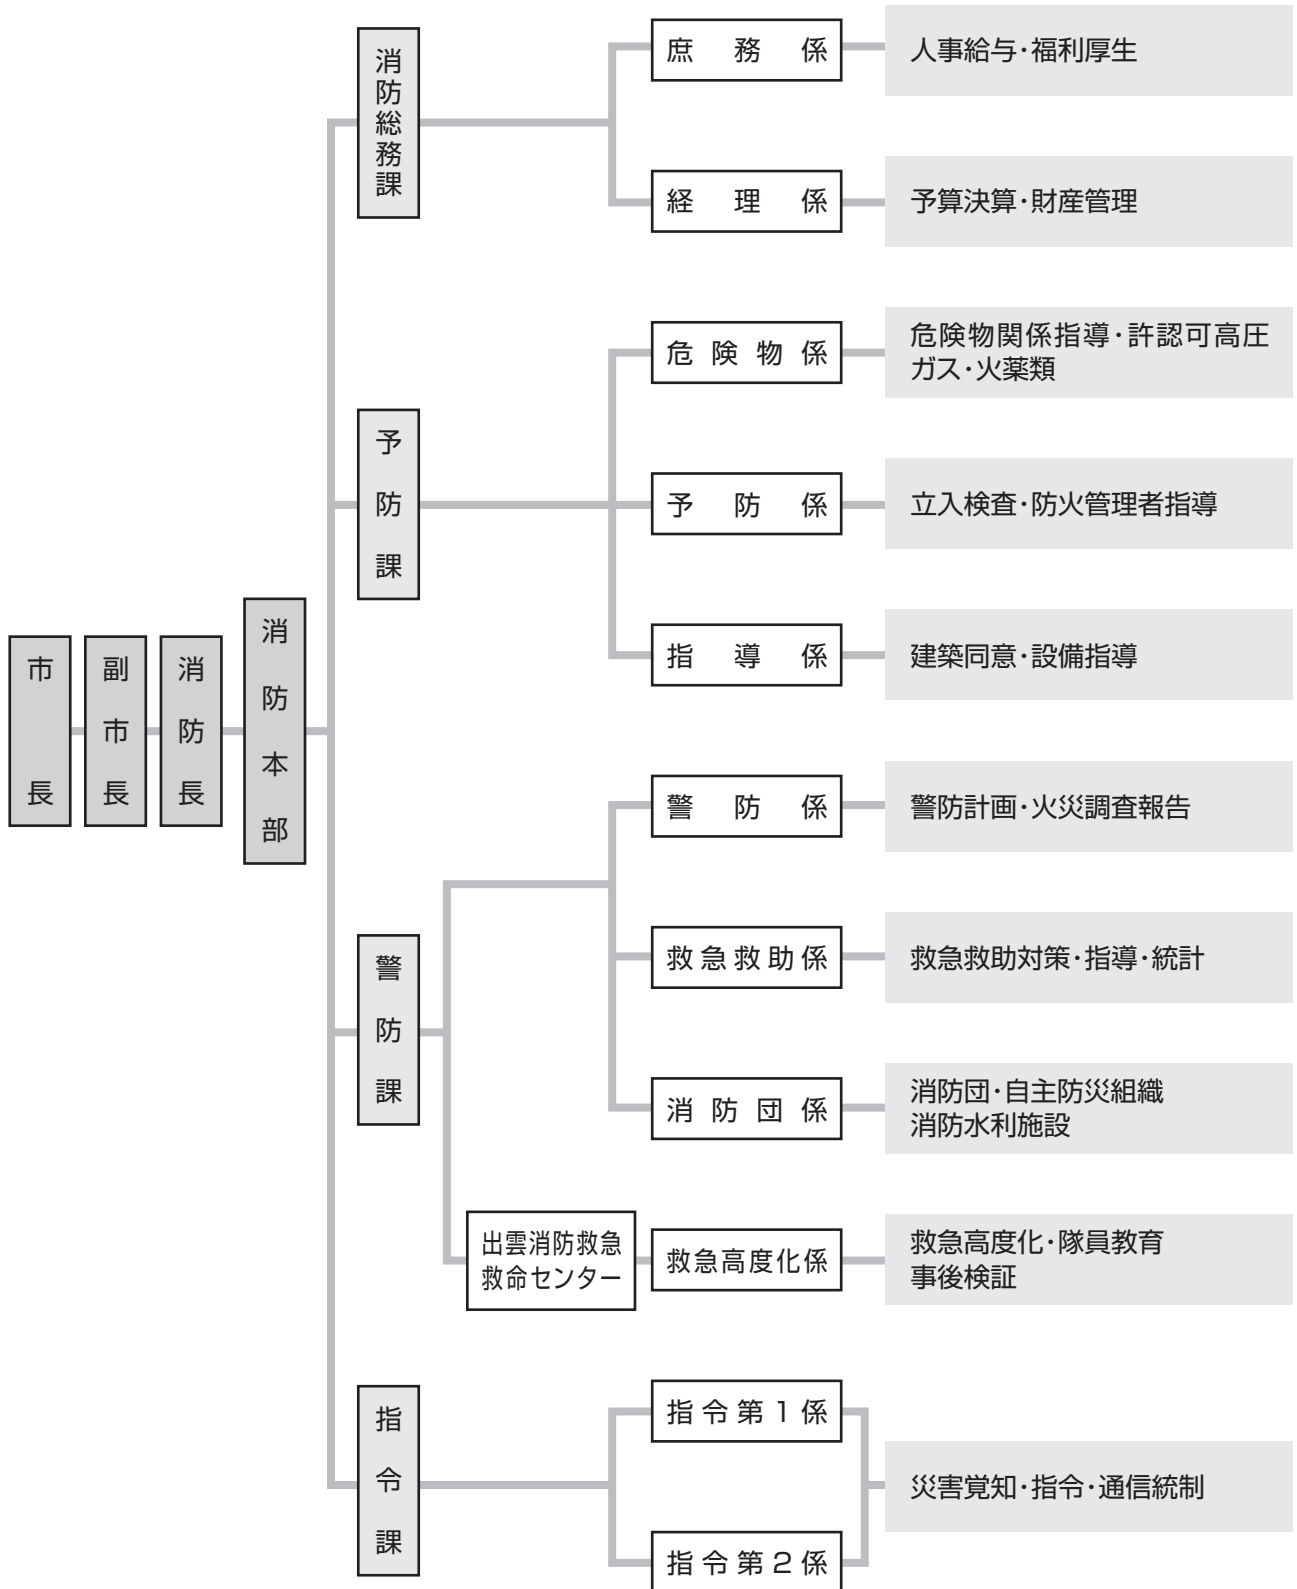 市長
副市長
消防長
消防本部
消防総務課
庶務係
人事給与・福利厚生
経理係
予算決算・財産管理
予防課
危険物係
危険物関係指導・許認可高圧
ガス・火薬類
予防係
立入検査・防火管理者指導
指導係
建築同意・設備指導
警防課
警防係
警防計画・火災調査報告
救急救助係
救急救助対策・指導・統計
消防団係
消防団・自主防災組織
消防水利施設
出雲消防救急
救命センター
救急高度化係
救急高度化・隊員教育
事後検証
指令課
指令第1係
指令第2係
災害覚知・指令・通信統制